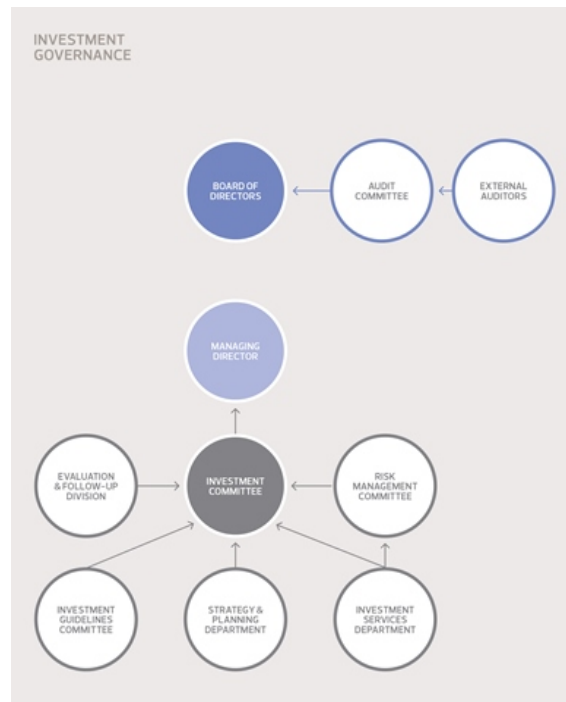 INVESTMENT
GOVERNANCE
BOARD OF
DIRECTORS
AUDIT
COMMITTEE
EXTERNAL
AUDITORS
MANAGING
DIRECTOR
EVALUATION
& FOLLOW-UP
DIVISION
INVESTMENT
COMMITTEE
RISK
MANAGEMENT
COMMITTEE
INVESTMENT
GUIDELINES
COMMITTEE
STRATEGY &
PLANNING
DEPARTMENT
INVESTMENT
SERVICES
DEPARTMENT